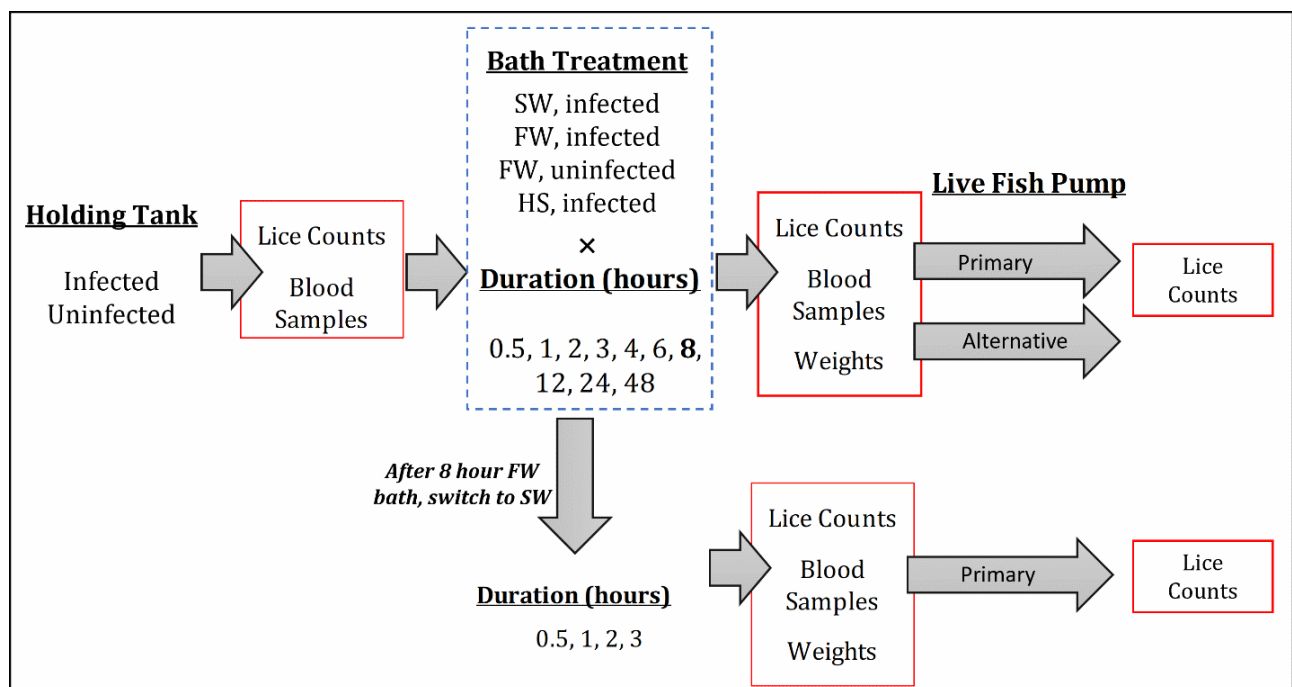 Holding Tank
Infected
Uninfected
Lice Counts
Blood
Samples
Bath Treatment
SW, infected
FW, infected
FW, uninfected
HS, infected
×
Duration (hours)
0.5, 1, 2, 3, 4, 6, 8,
12, 24, 48
Lice Counts
Blood
Samples
Weights
Live Fish Pump
Primary
Alternative
Lice
Counts
After 8 hour FW
bath, switch to SW
Duration (hours)
0.5, 1, 2, 3
Lice Counts
Blood
Samples
Weights
Primary
Lice
Counts